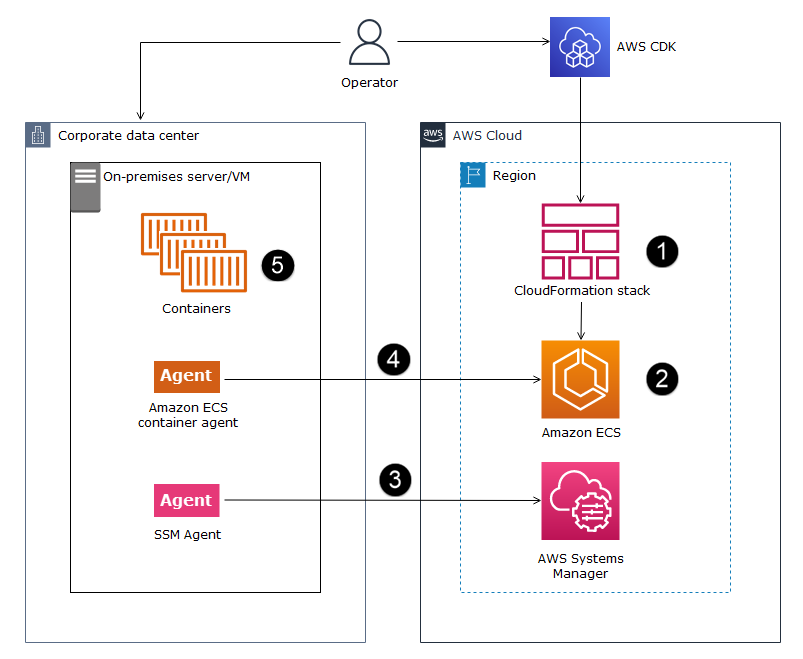 Operator
AWS CDK
Corporate data center
aws
AWS Cloud
On-premises server/VM
Region
5
1
Containers
CloudFormation stack
4
Agent
2
Amazon ECS
container agent
Amazon ECS
3
Agent
SSM Agent
AWS Systems
Manager